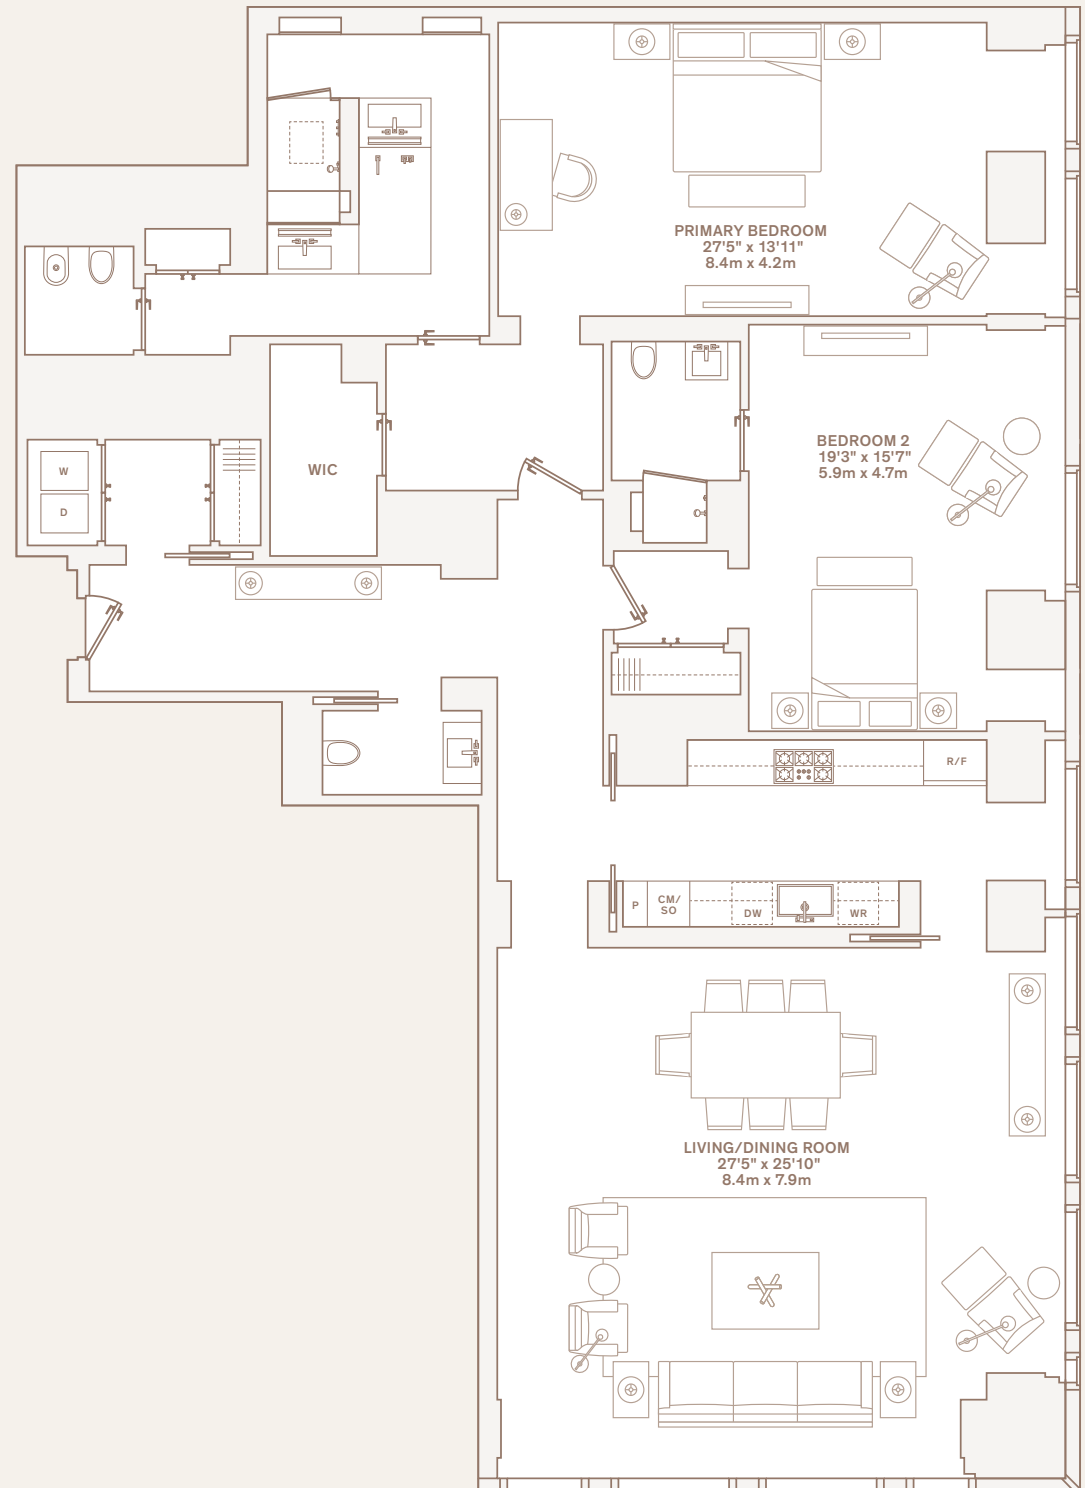 PRIMARY BEDROOM
27'5" x 13'11"
8.4m x 4.2m
BEDROOM 2
19'3" x 15'7"
5.9m x 4.7m
WIC
W
D
R/F
P
CM/
SO
DW
WR
LIVING/DINING ROOM
27'5" x 25'10"
8.4m x 7.9m